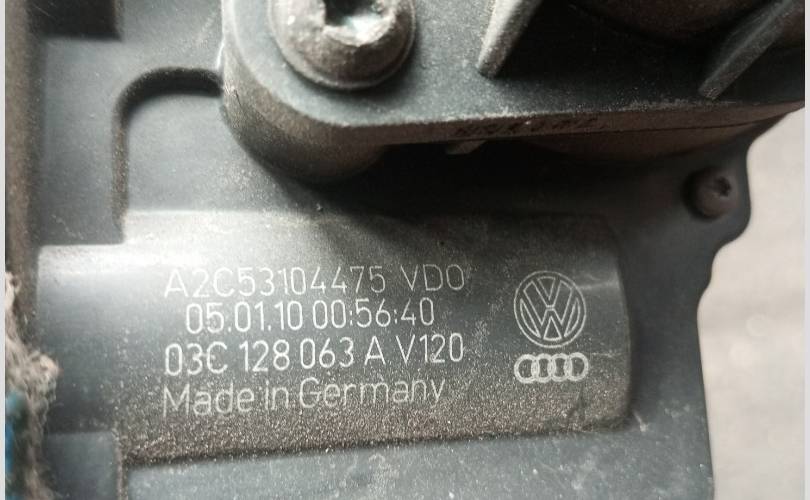 A2C53104475 VDO
05.01.10 00:56:40
03C 128 063 A V120
Made in Germany